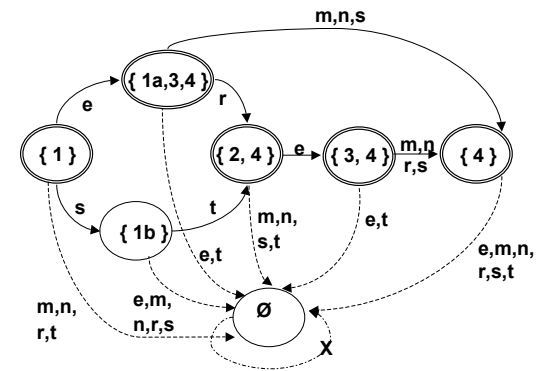 m,n,s
{ 1a,3,4 }
e
r
{ 1 }
{ 2, 4 }
e
{ 3, 4 }
m,n
r,s
{ 4 }
s
{ 1b }
t
e,t
m,n,
s,t
e,t
e,m,n,
r,s,t
m,n,
r,t
e,m,
n,r,s
Ø
X